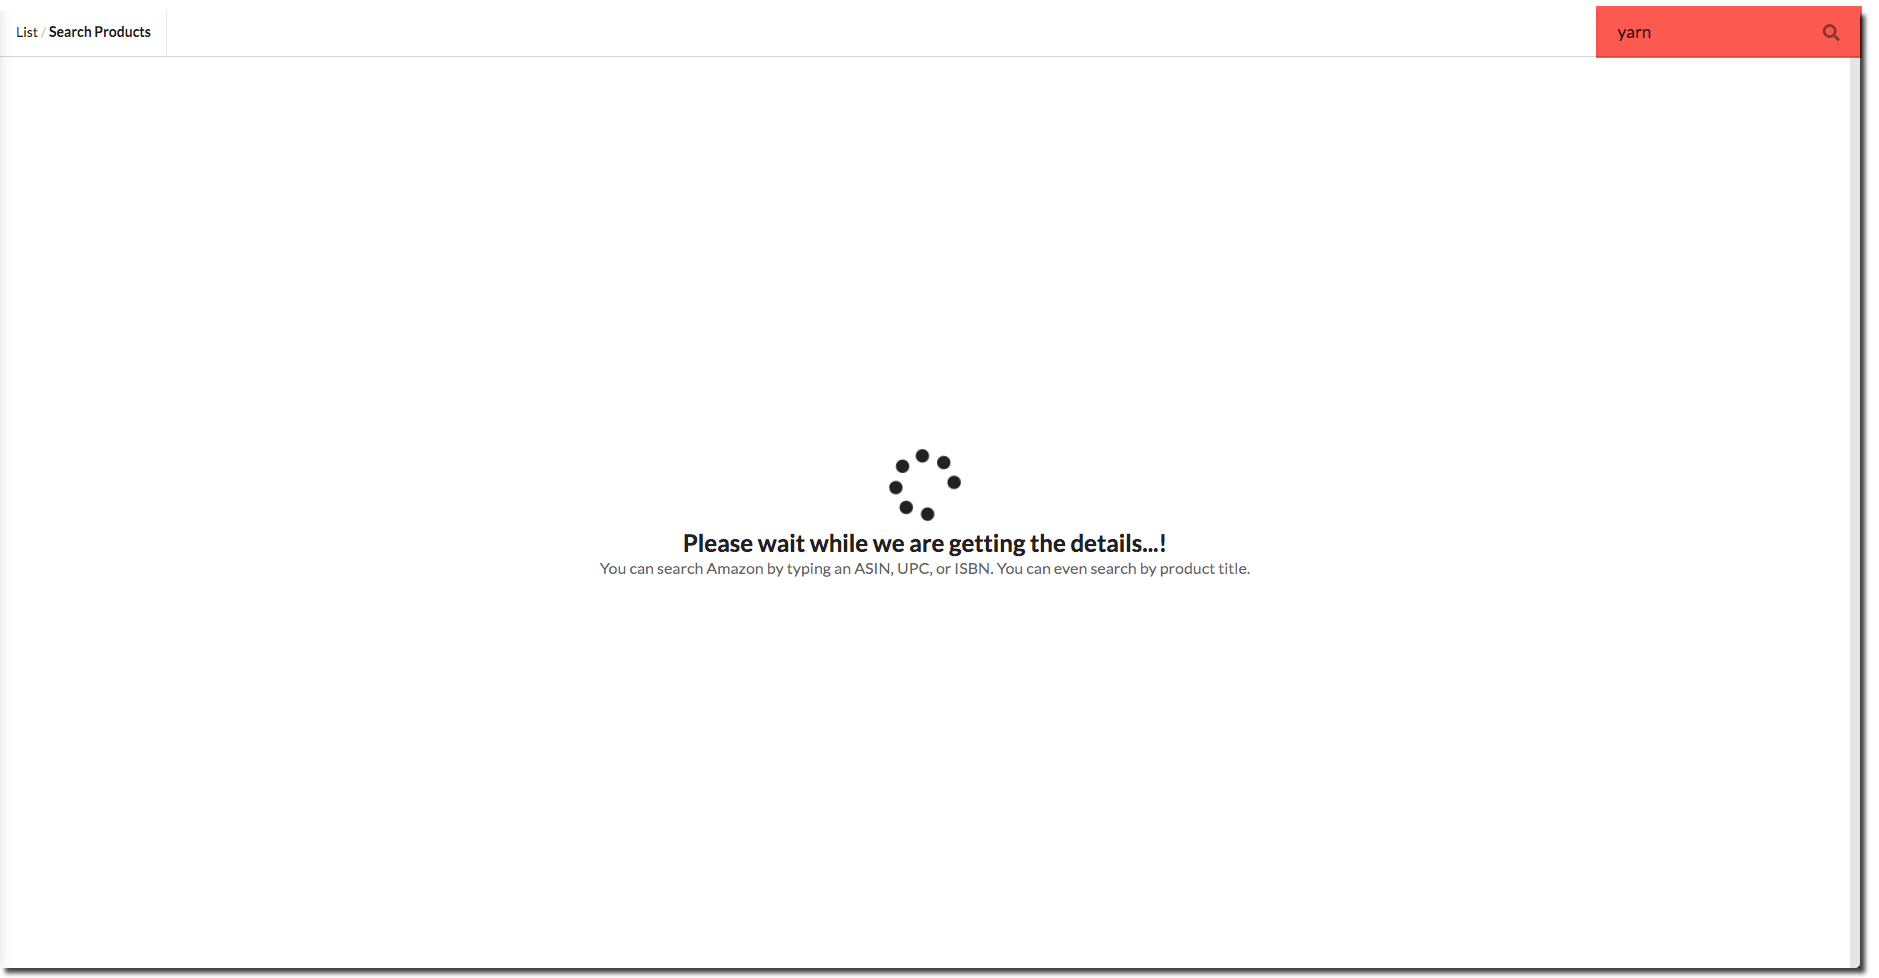 List / Search Products
yarn
Please wait while we are getting the details...!
You can search Amazon by typing an ASIN, UPC, or ISBN. You can even search by product title.